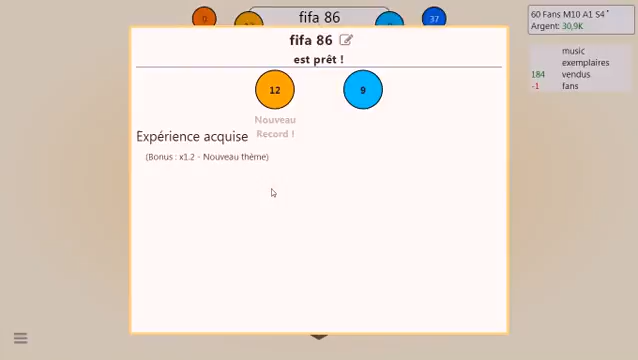 0
fifa 86
37
60 Fans M10 A1 S4
Argent: 30,9K
music
exemplaires
184 vendus
-1 fans
fifa 86
est prêt !
12
9
Nouveau
Record !
Expérience acquise
(Bonus : x1.2 - Nouveau thème)